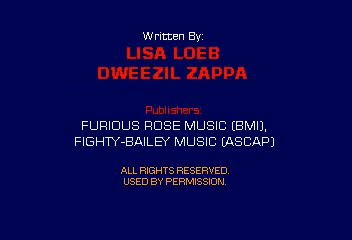 Written By:
LISA LOEB
DWEEZIL ZAPPA
Publishers:
FURIOUS ROSE MUSIC (BMI),
FIGHTY-BAILEY MUSIC (ASCAP)
ALL RIGHTS RESERVED.
USED BY PERMISSION.